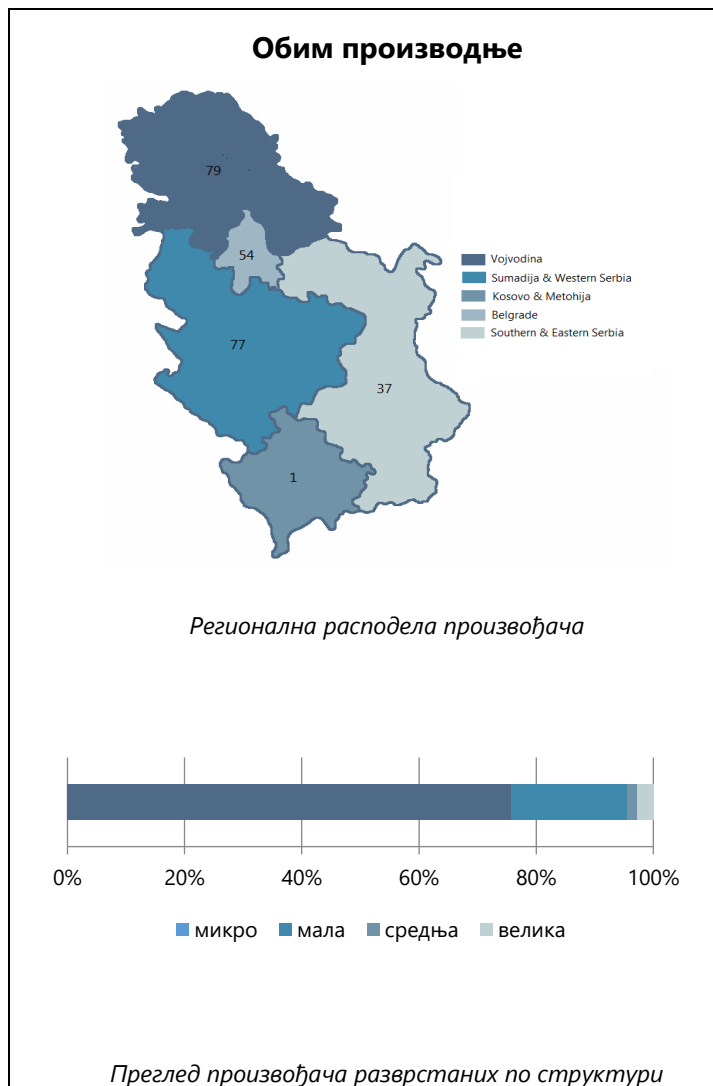 Обим производње
79
54
77
37
1
Vojvodina
Sumadija & Western Serbia
Kosovo & Metohija
Belgrade
Southern & Eastern Serbia
Регионална расподела произвођача
0% 20% 40% 60% 80% 100%
микро мала средња велика
Преглед произвођача разврстаних по структури